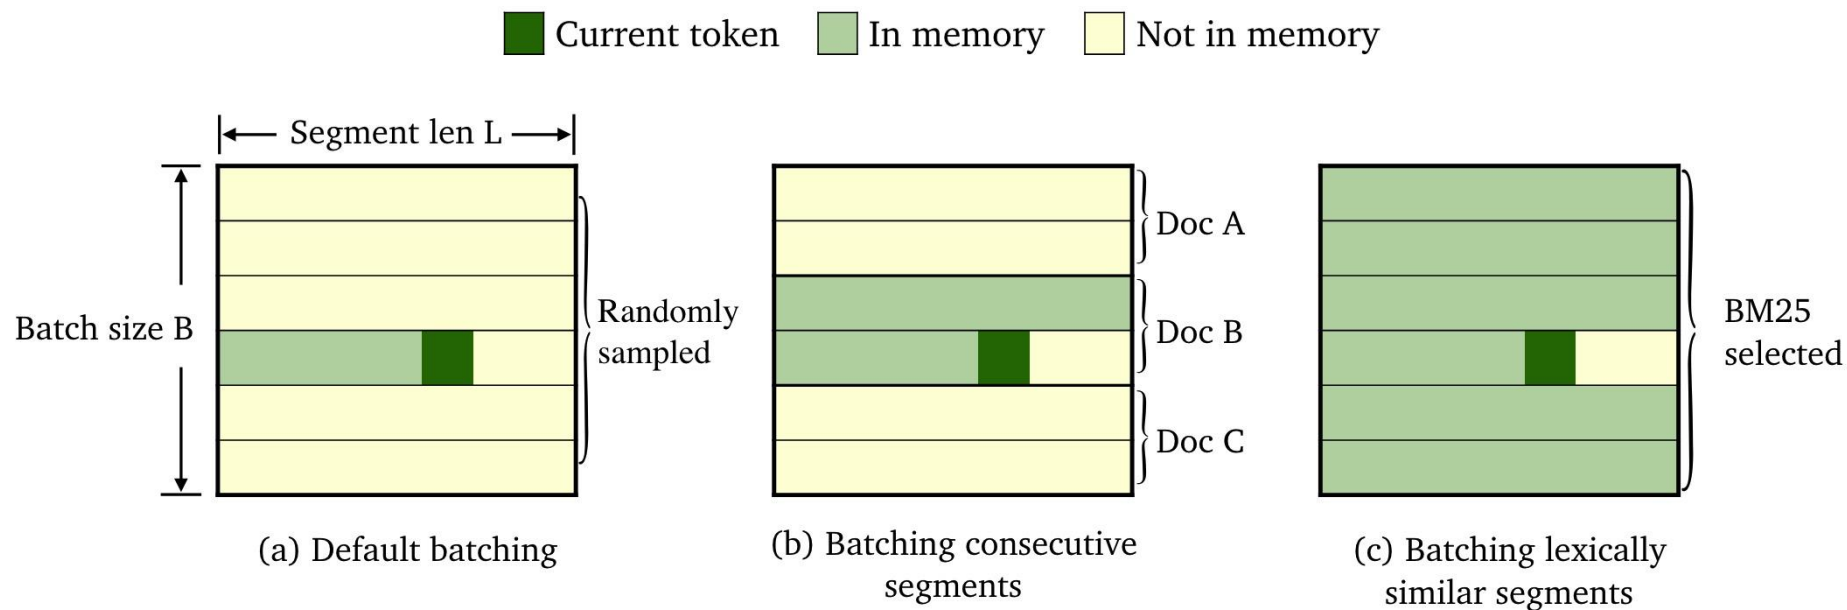 Current token
In memory
Not in memory
Segment len L
Batch size B
Randomly
sampled
(a) Default batching
Doc A
Doc B
Doc C
(b) Batching consecutive
segments
BM25
selected
(c) Batching lexically
similar segments